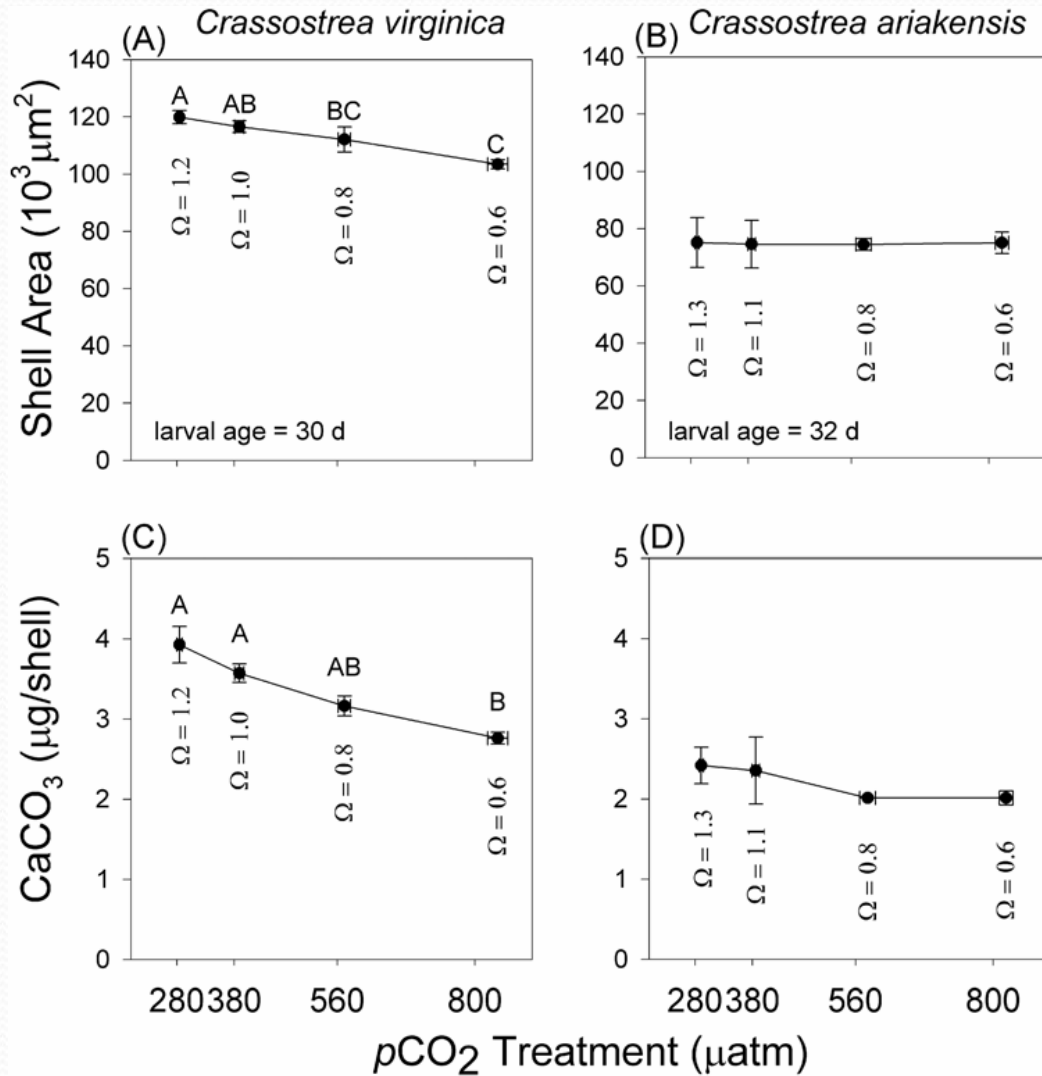 Crassostrea virginica
Crassostrea ariakensis
(A)
(B)
Shell Area (10³μm²)
140
120
100
80
60
40
20
0
A
AB
BC
C
Ω = 1.2
Ω = 1.0
Ω = 0.8
Ω = 0.6
larval age = 30 d
140
120
100
80
60
40
20
0
Ω = 1.3
Ω = 1.1
Ω = 0.8
Ω = 0.6
larval age = 32 d
(C)
(D)
CaCO₃ (μg/shell)
5
4
3
2
1
0
A
A
AB
B
Ω = 1.2
Ω = 1.0
Ω = 0.8
Ω = 0.6
280 380 560 800
5
4
3
2
1
0
Ω = 1.3
Ω = 1.1
Ω = 0.8
Ω = 0.6
280 380 560 800
pCO₂ Treatment (μatm)